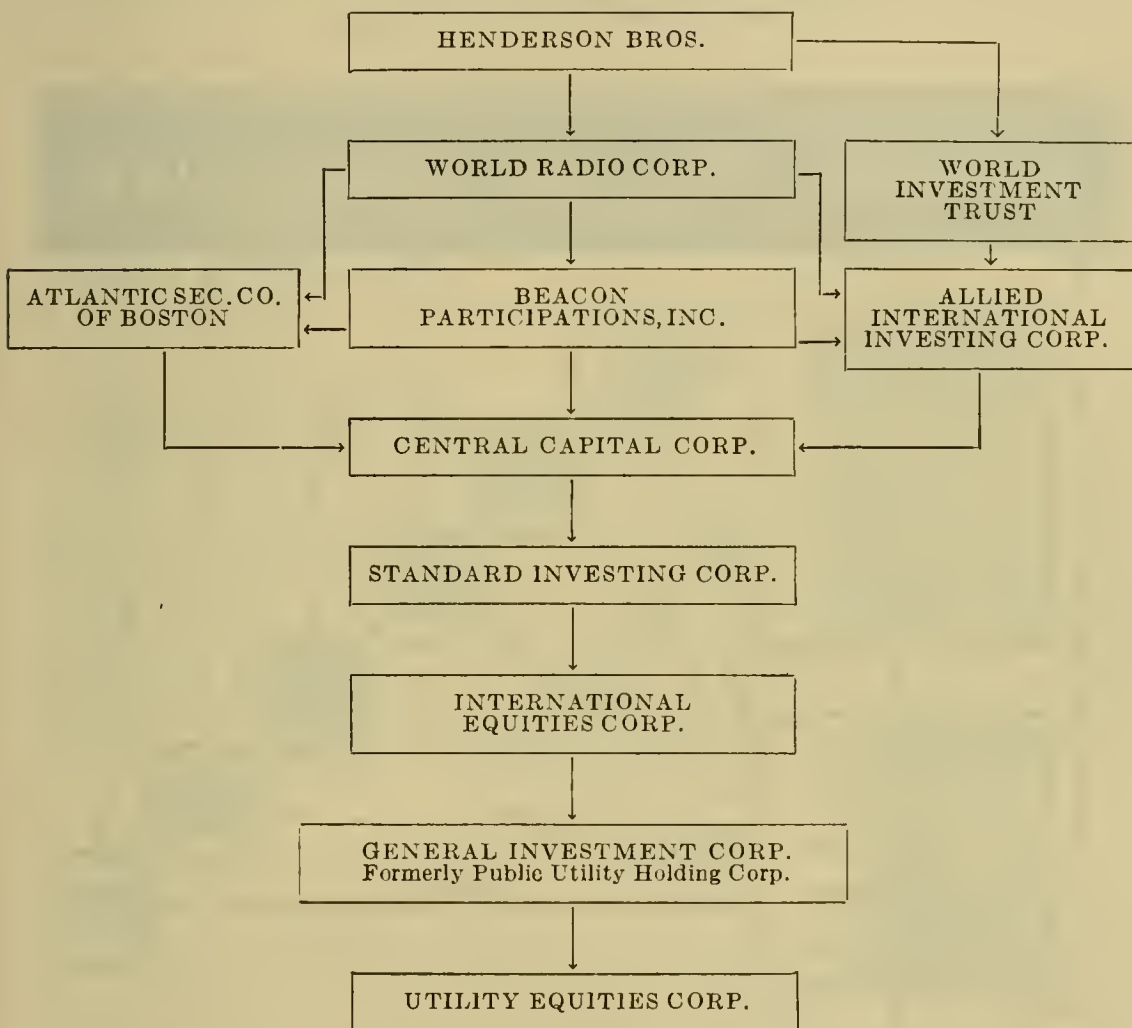 HENDERSON BROS.
WORLD RADIO CORP.
WORLD
INVESTMENT
TRUST
ATLANTIC SEC. CO.
OF BOSTON
BEACON
PARTICIPATIONS, INC.
ALLIED
INTERNATIONAL
INVESTING CORP.
CENTRAL CAPITAL CORP.
STANDARD INVESTING CORP.
INTERNATIONAL
EQUITIES CORP.
GENERAL INVESTMENT CORP.
Formerly Public Utility Holding Corp.
UTILITY EQUITIES CORP.